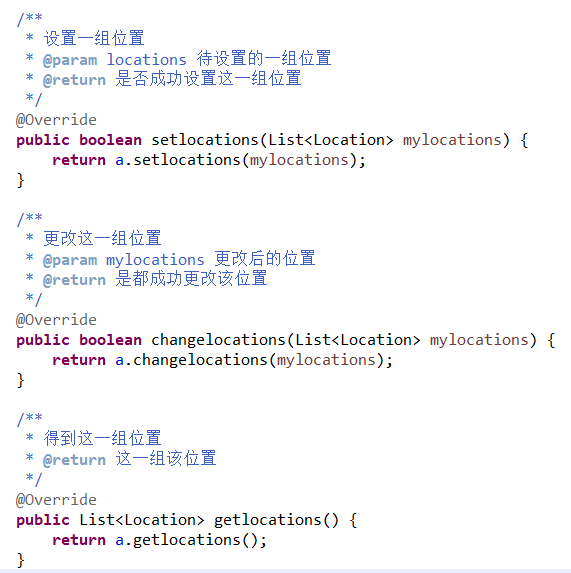 /**
 * 设置一组位置
 * @param locations 待设置的一组位置
 * @return 是否成功设置这一组位置
 */
@Override
public boolean setlocations(List<Location> mylocations) {
    return a.setlocations(mylocations);
}

/**
 * 更改这一组位置
 * @param mylocations 更改后的位置
 * @return 是都成功更改该位置
 */
@Override
public boolean changelocations(List<Location> mylocations) {
    return a.changelocations(mylocations);
}

/**
 * 得到这一组位置
 * @return 这一组该位置
 */
@Override
public List<Location> getlocations() {
    return a.getlocations();
}